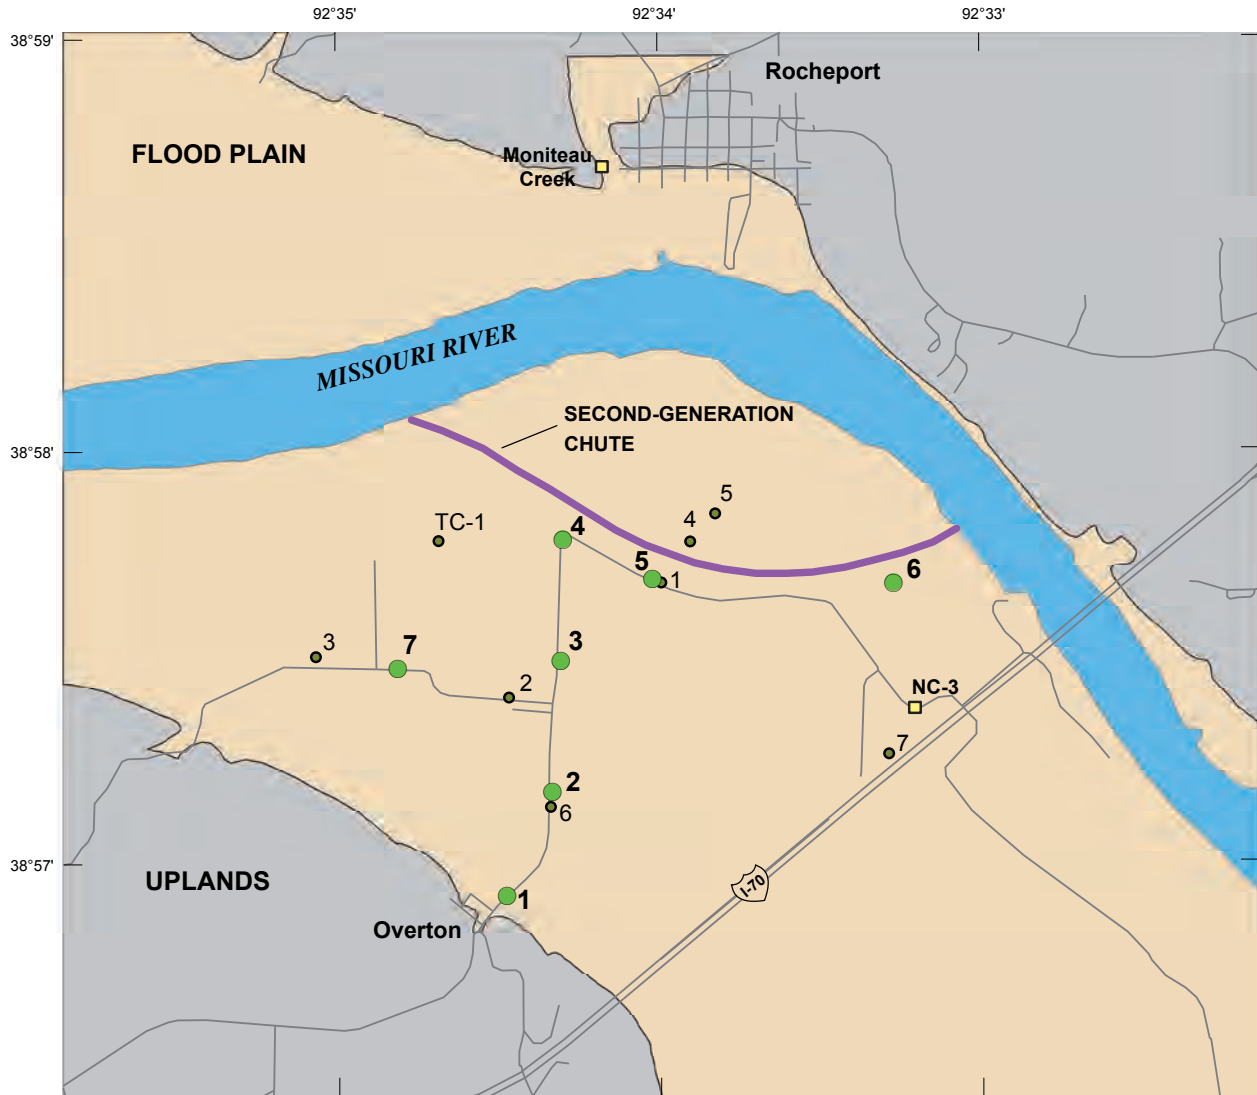 92°35'
92°34'
92°33'
38°59'
Rocheport
FLOOD PLAIN
Moniteau
Creek
MISSOURI RIVER
SECOND-GENERATION
CHUTE
38°58'
5
TC-1
4
4
5
1
6
3
3
7
2
NC-3
7
2
6
38°57'
UPLANDS
I-70
1
Overton